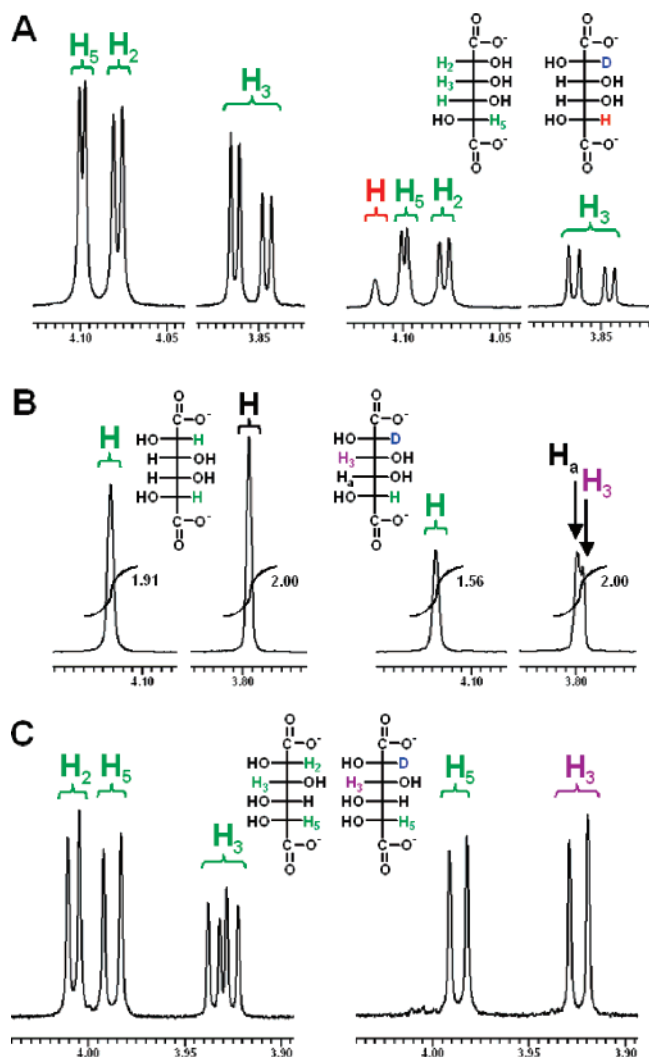 A
H5 H2 H3
O O
C–O⁻ C–O⁻
H2 OH HO D
H3 OH H OH
H OH H OH
HO H5 HO H
C–O⁻ C–O⁻
O O
H H5 H2 H3
4.10 4.05 3.85 4.10 4.05 3.85
B
H H
O
C–O⁻
HO H
H OH
H OH
HO H
C–O⁻
O
1.91 2.00
4.10 3.80
O
C–O⁻
HO D
H3 OH
Ha OH
HO H
C–O⁻
O
H Ha H3
1.56 2.00
4.10 3.80
C
H2 H5 H3
O O
C–O⁻ C–O⁻
HO H2 HO D
H3 OH H3 OH
HO H HO H
HO H5 HO H5
C–O⁻ C–O⁻
O O
H5 H3
4.00 3.95 3.90 4.00 3.95 3.90